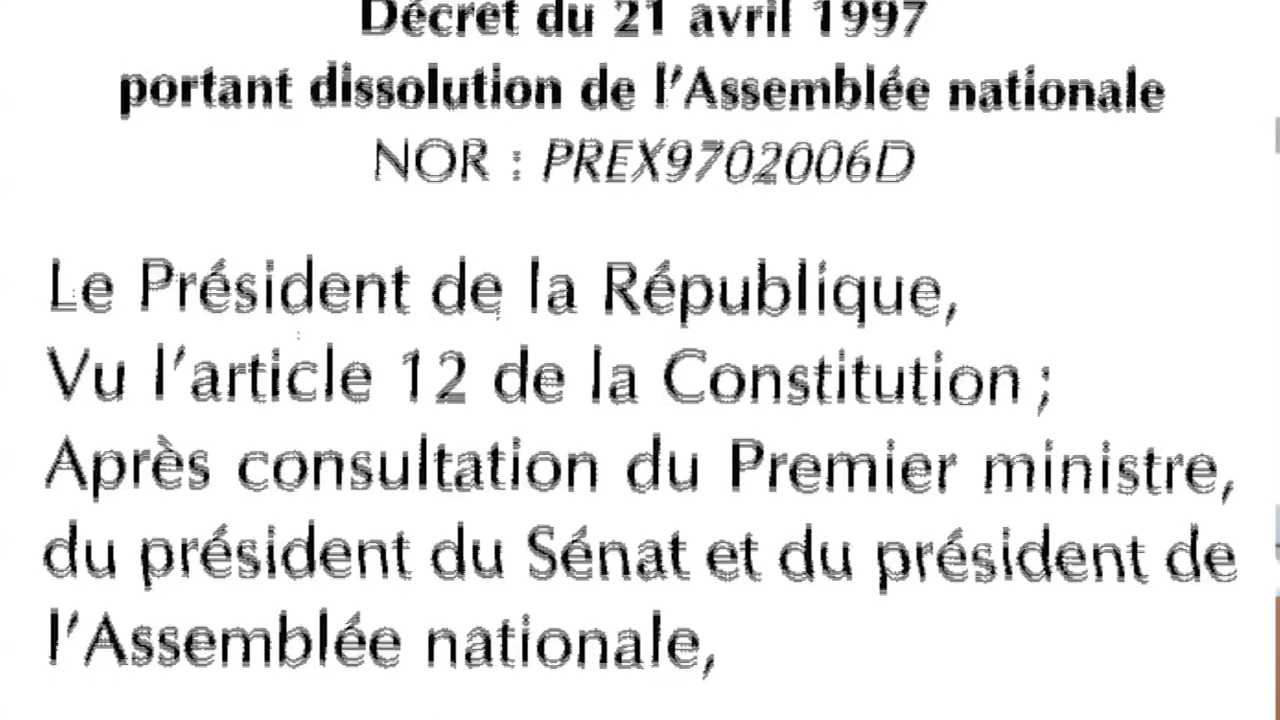 Décret du 21 avril 1997
portant dissolution de l'Assemblée nationale
NOR : PREX9702006D
Le Président de la République,
Vu l'article 12 de la Constitution ;
Après consultation du Premier ministre,
du président du Sénat et du président de
l'Assemblée nationale,